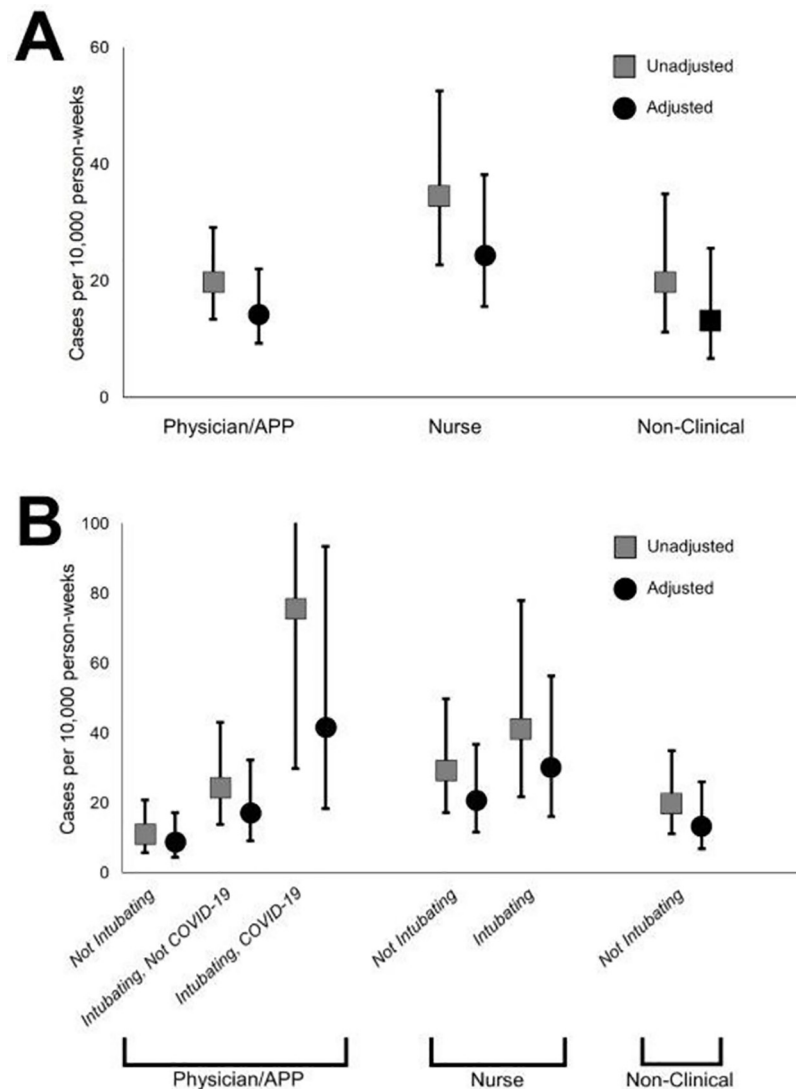 A
60
Unadjusted
Adjusted
40
Cases per 10,000 person-weeks
20
0
Physician/APP Nurse Non-Clinical
B
100
Unadjusted
Adjusted
80
60
Cases per 10,000 person-weeks
40
20
0
Not Intubating
Intubating, Not COVID-19
Intubating, COVID-19
Not Intubating
Intubating
Not Intubating
Physician/APP Nurse Non-Clinical